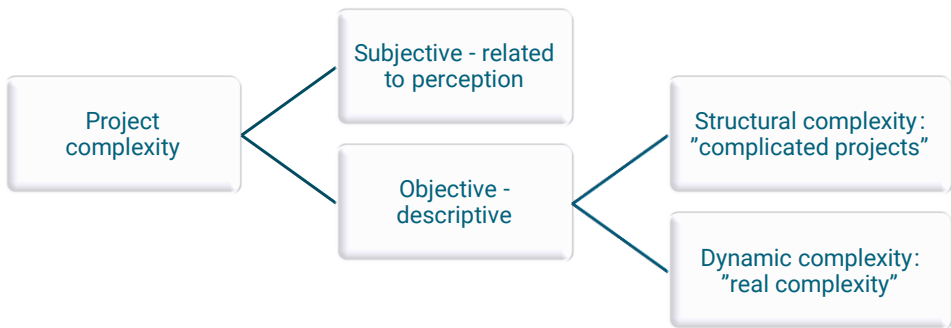 Project
complexity
Subjective - related
to perception
Objective -
descriptive
Structural complexity:
”complicated projects”
Dynamic complexity:
”real complexity”